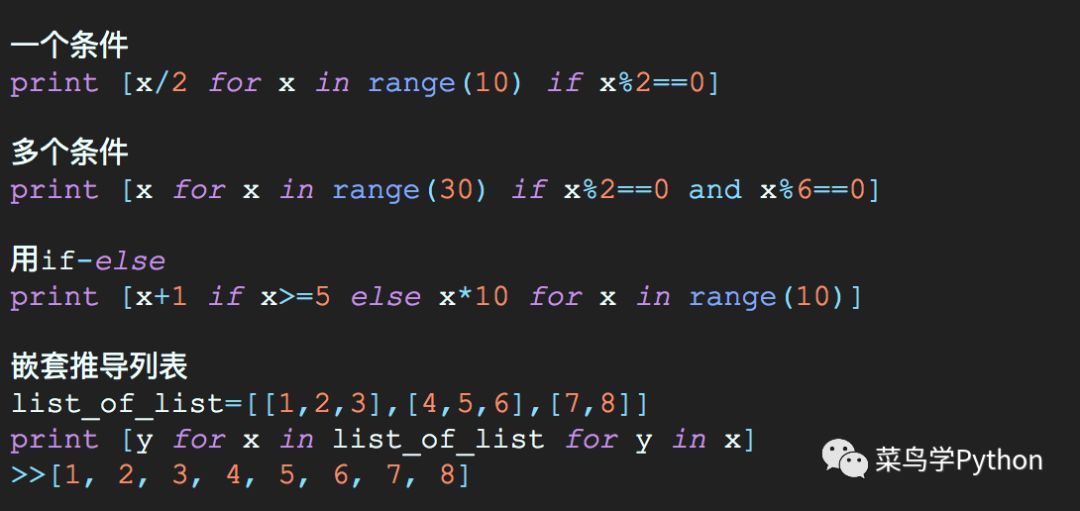 一个条件
print [x/2 for x in range(10) if x%2==0]
多个条件
print [x for x in range(30) if x%2==0 and x%6==0]
用if-else
print [x+1 if x>=5 else x*10 for x in range(10)]
嵌套推导列表
list_of_list=[[1,2,3],[4,5,6],[7,8]]
print [y for x in list_of_list for y in x]
>>[1, 2, 3, 4, 5, 6, 7, 8]
菜鸟学Python